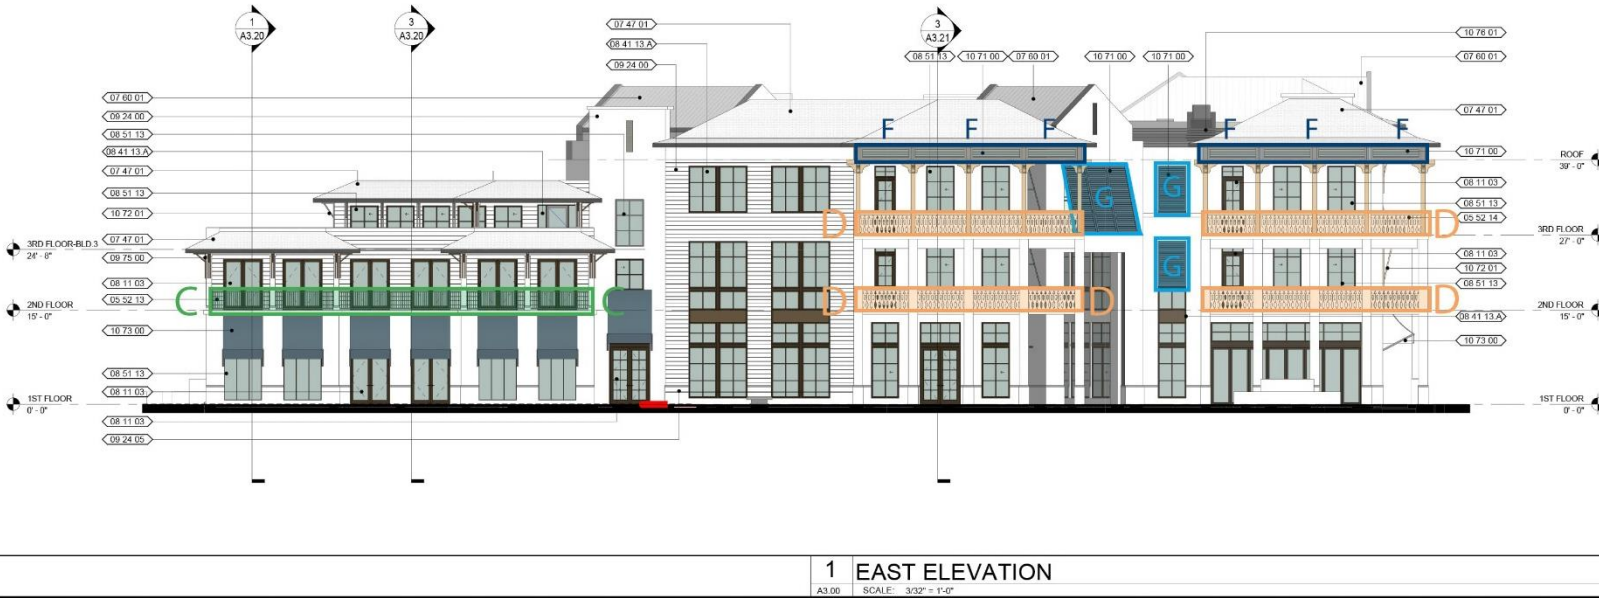 1
A3.20
3
A3.20
3
A3.21
07 47 01
08 41 13.A
09 24 00
08 51 13
10 71 00
07 60 01
10 71 00
10 71 00
10 76 01
07 60 01
07 60 01
09 24 00
08 51 13
08 41 13.A
07 47 01
08 51 13
10 72 01
07 47 01
09 75 00
08 11 03
05 52 13
10 73 00
08 51 13
08 11 03
08 11 03
09 24 05
3RD FLOOR-BLD.3
24' - 6"
2ND FLOOR
15' - 0"
1ST FLOOR
0' - 0"
F F F F F F
G G
G
D D
D D D
C C
07 47 01
10 71 00
08 11 03
08 51 13
05 52 14
08 11 03
10 72 01
08 51 13
08 41 13.A
10 73 00
ROOF
39' - 0"
3RD FLOOR
27' - 0"
2ND FLOOR
15' - 0"
1ST FLOOR
0' - 0"
1 EAST ELEVATION
A3.00 SCALE: 3/32" = 1'-0"